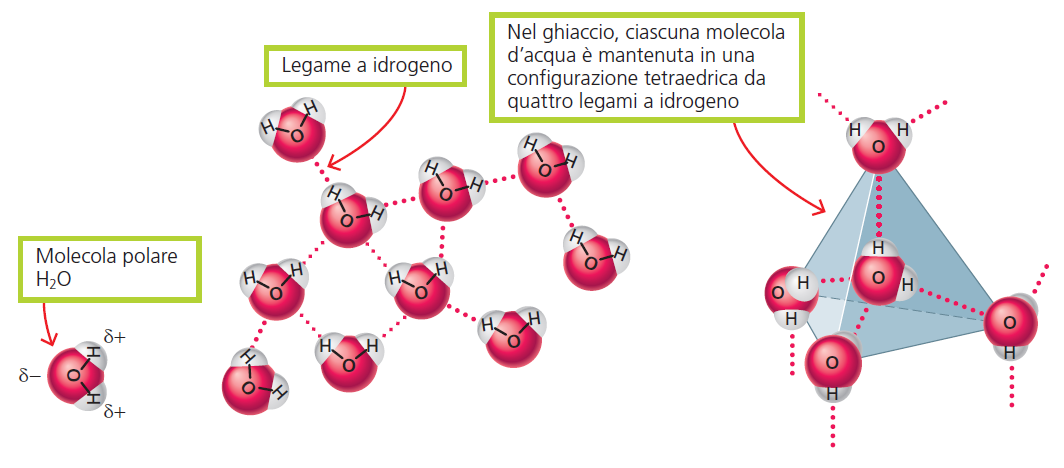 Nel ghiaccio, ciascuna molecola
d'acqua è mantenuta in una
configurazione tetraedrica da
quattro legami a idrogeno
Legame a idrogeno
Molecola polare
H₂O
δ+
δ−
δ+
H
O
H
H
H
O
H
O
H
H
O
H
H
O
H
H
O
H
H
O
H
H
O
H
H
O
H
H
O
H
H
O
H
H
O
H
H
O
H
H
O
H
O
H
H
O
H
O
H